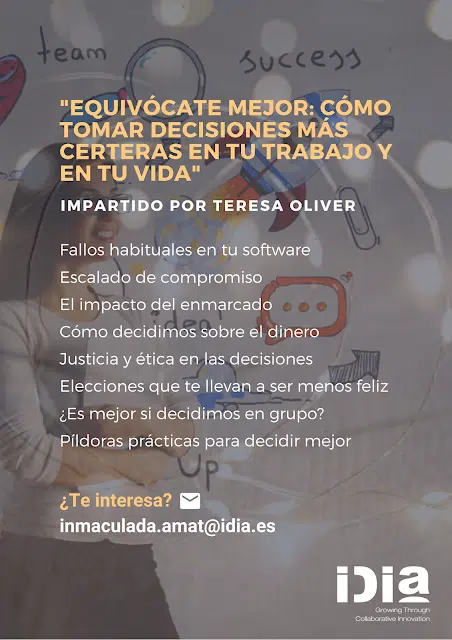 team
success
"EQUIVÓCATE MEJOR: CÓMO
TOMAR DECISIONES MÁS
CERTERAS EN TU TRABAJO Y
EN TU VIDA"
IMPARTIDO POR TERESA OLIVER
Fallos habituales en tu software
Escalado de compromiso
El impacto del enmarcado
Cómo decidimos sobre el dinero
Justicia y ética en las decisiones
Elecciones que te llevan a ser menos feliz
¿Es mejor si decidimos en grupo?
Píldoras prácticas para decidir mejor
Up
¿Te interesa?
inmaculada.amat@idia.es
iDia
Growing Through
Collaborative Innovation